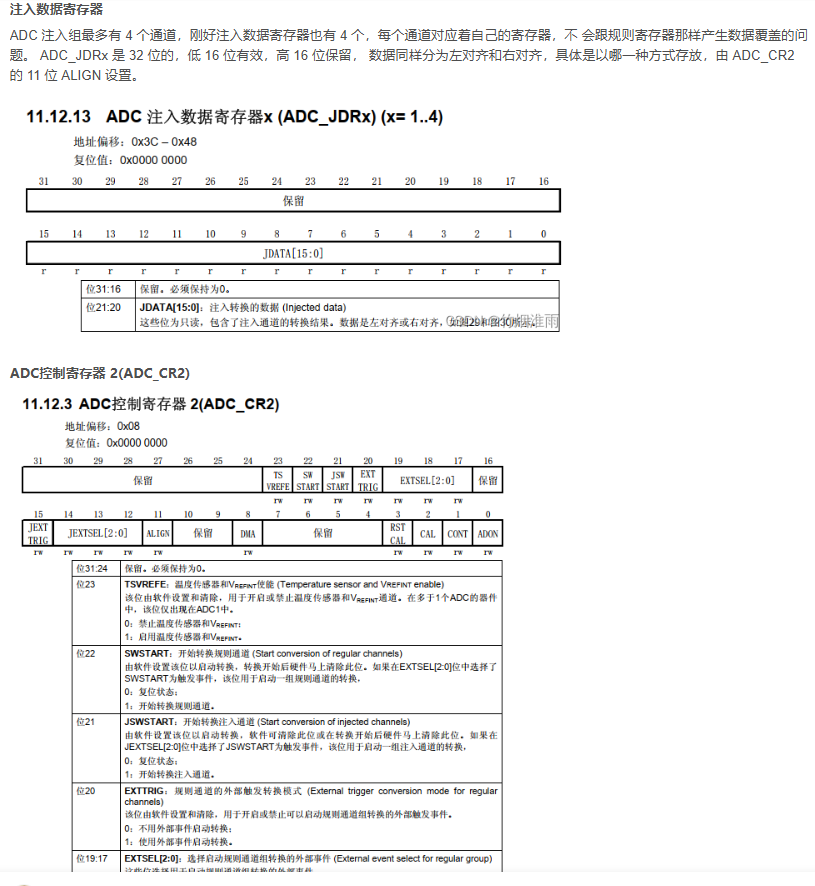 注入数据寄存器
ADC 注入组最多有 4 个通道，刚好注入数据寄存器也有 4 个，每个通道对应着自己的寄存器，不 会跟规则寄存器那样产生数据覆盖的问
题。 ADC_JDRx 是 32 位的，低 16 位有效，高 16 位保留， 数据同样分为左对齐和右对齐，具体是以哪一种方式存放，由 ADC_CR2
的 11 位 ALIGN 设置。
11.12.13 ADC 注入数据寄存器x (ADC_JDRx) (x= 1..4)
地址偏移：0x3C – 0x48
复位值：0x0000 0000
31 30 29 28 27 26 25 24 23 22 21 20 19 18 17 16
保留
15 14 13 12 11 10 9 8 7 6 5 4 3 2 1 0
JDATA[15:0]
r r r r r r r r r r r r r r r r
位31:16 保留。必须保持为0。
位21:20 JDATA[15:0]：注入转换的数据 (Injected data)
这些位为只读，包含了注入通道的转换结果。数据是左对齐或右对齐，如图29和图30所示。
ADC控制寄存器 2(ADC_CR2)
11.12.3 ADC控制寄存器 2(ADC_CR2)
地址偏移：0x08
复位值：0x0000 0000
31 30 29 28 27 26 25 24 23 22 21 20 19 18 17 16
保留 TS VREFE SW START JSW START EXT TRIG EXTSEL[2:0] 保留
rw rw rw rw rw rw rw
15 14 13 12 11 10 9 8 7 6 5 4 3 2 1 0
JEXT TRIG JEXTSEL[2:0] ALIGN 保留 DMA 保留 RST CAL CAL CONT ADON
rw rw rw rw rw rw rw rw rw rw
位31:24 保留。必须保持为0。
位23 TSVREFE：温度传感器和VREFINT使能 (Temperature sensor and VREFINT enable)
该位由软件设置和清除，用于开启或禁止温度传感器和VREFINT通道。在多于1个ADC的器件
中，该位仅出现在ADC1中。
0：禁止温度传感器和VREFINT；
1：启用温度传感器和VREFINT。
位22 SWSTART：开始转换规则通道 (Start conversion of regular channels)
由软件设置该位以启动转换，转换开始后硬件马上清除此位。如果在EXTSEL[2:0]位中选择了
SWSTART为触发事件，该位用于启动一组规则通道的转换，
0：复位状态；
1：开始转换规则通道。
位21 JSWSTART：开始转换注入通道 (Start conversion of injected channels)
由软件设置该位以启动转换，软件可清除此位或在转换开始后硬件马上清除此位。如果在
JEXTSEL[2:0]位中选择了JSWSTART为触发事件，该位用于启动一组注入通道的转换，
0：复位状态；
1：开始转换注入通道。
位20 EXTTRIG：规则通道的外部触发转换模式 (External trigger conversion mode for regular
channels)
该位由软件设置和清除，用于开启或禁止可以启动规则通道组转换的外部触发事件。
0：不用外部事件启动转换；
1：使用外部事件启动转换。
位19:17 EXTSEL[2:0]：选择启动规则通道组转换的外部事件 (External event select for regular group)